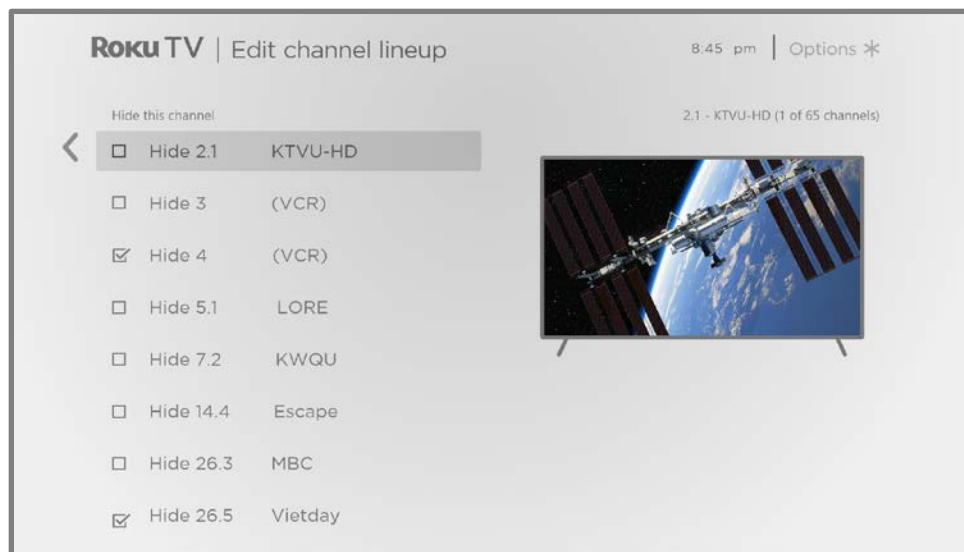 Roku TV | Edit channel lineup
8:45 pm | Options *
Hide this channel
2.1 - KTVU-HD (1 of 65 channels)
Hide 2.1 KTVU-HD
Hide 3 (VCR)
Hide 4 (VCR)
Hide 5.1 LORE
Hide 7.2 KWQU
Hide 14.4 Escape
Hide 26.3 MBC
Hide 26.5 Vietday